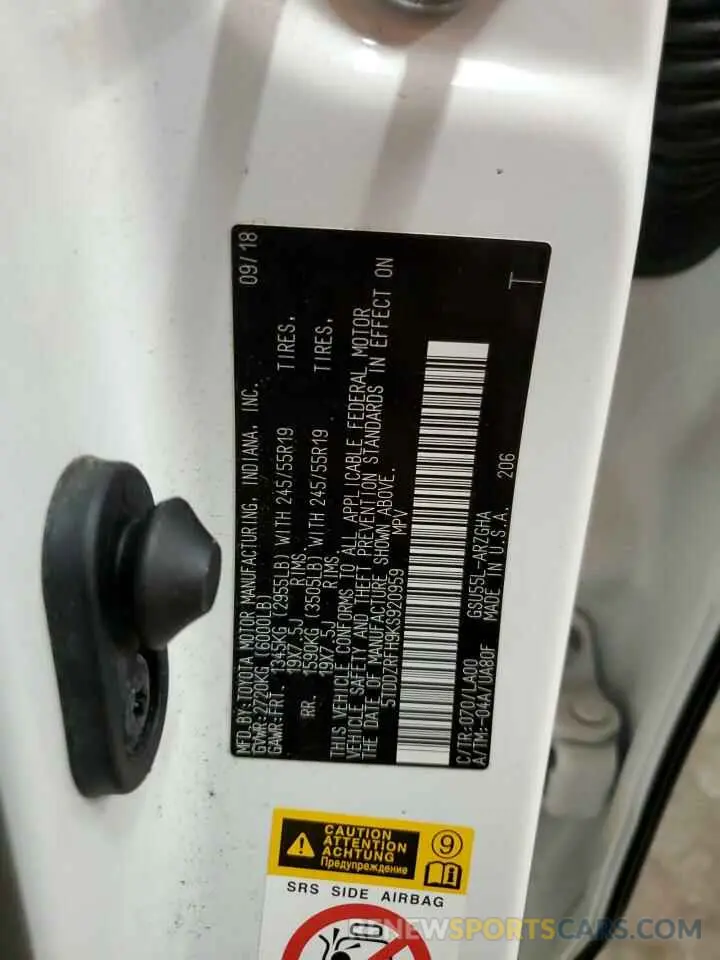 MFD. BY: TOYOTA MOTOR MANUFACTURING, INDIANA, INC. 09/18
GVWR: 2720KG (6000LB)
GAWR: FRT. 1345KG (2955LB) WITH 245/55R19 TIRES,
19X7.5J RIMS,
RR. 1590KG (3505LB) WITH 245/55R19 TIRES,
19X7.5J RIMS.
THIS VEHICLE CONFORMS TO ALL APPLICABLE FEDERAL MOTOR
VEHICLE SAFETY AND THEFT PREVENTION STANDARDS IN EFFECT ON
THE DATE OF MANUFACTURE SHOWN ABOVE.
5TDDZRFH9KS920959 MPV
C/TR: 070/LA00 GSU55L-ARZGHA
A/TM: -04A/UA80F MADE IN U.S.A. 206
T
CAUTION
ATTENTION
ACHTUNG
Предупреждение
9
SRS SIDE AIRBAG
RENEWSPORTSCARS.COM